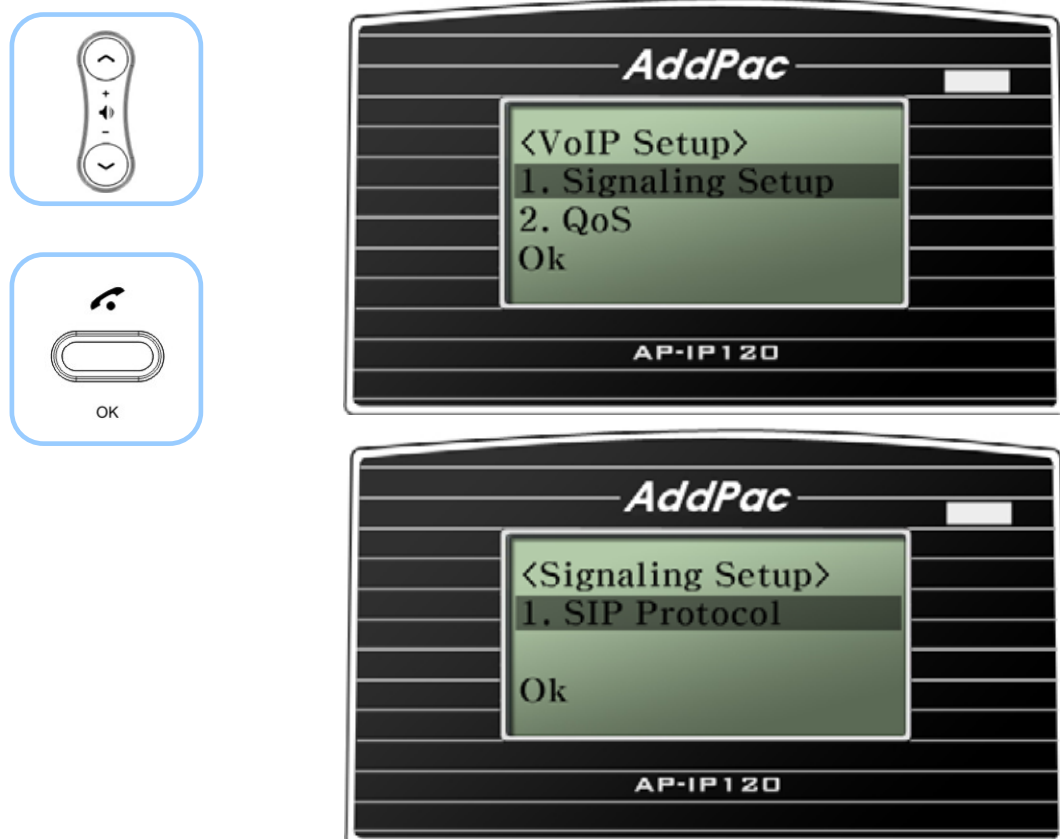 +
-
OK
AddPac
<VoIP Setup>
1. Signaling Setup
2. QoS
Ok
AP-IP120
AddPac
<Signaling Setup>
1. SIP Protocol
Ok
AP-IP120